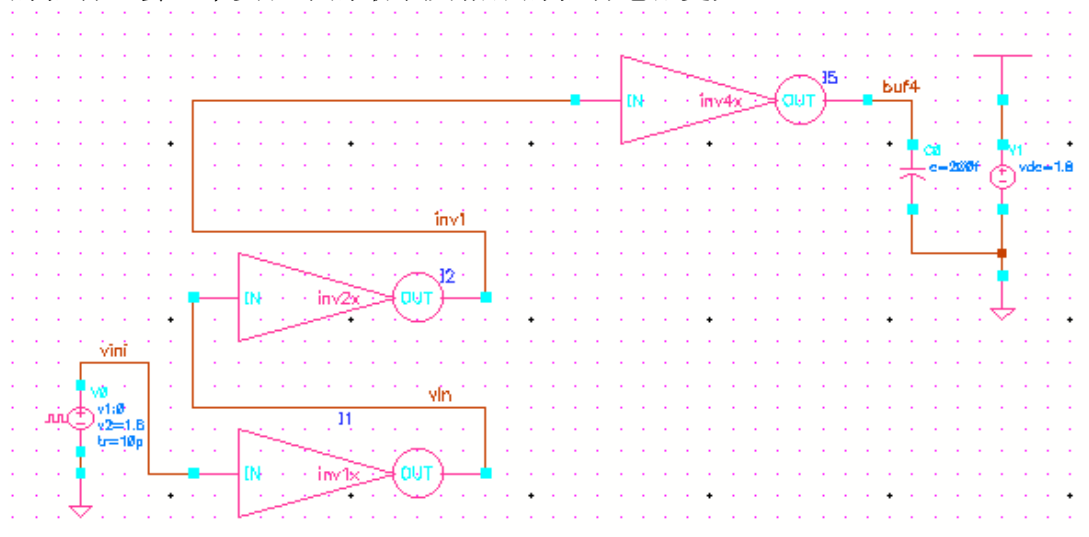 I5
buf4
IN
inv4x
OUT
C0
V1
vdc=1.8
inv1
I2
IN
inv2x
OUT
vini
V0
v1:0
v2=1.8
tr=10p
vin
I1
IN
inv1x
OUT